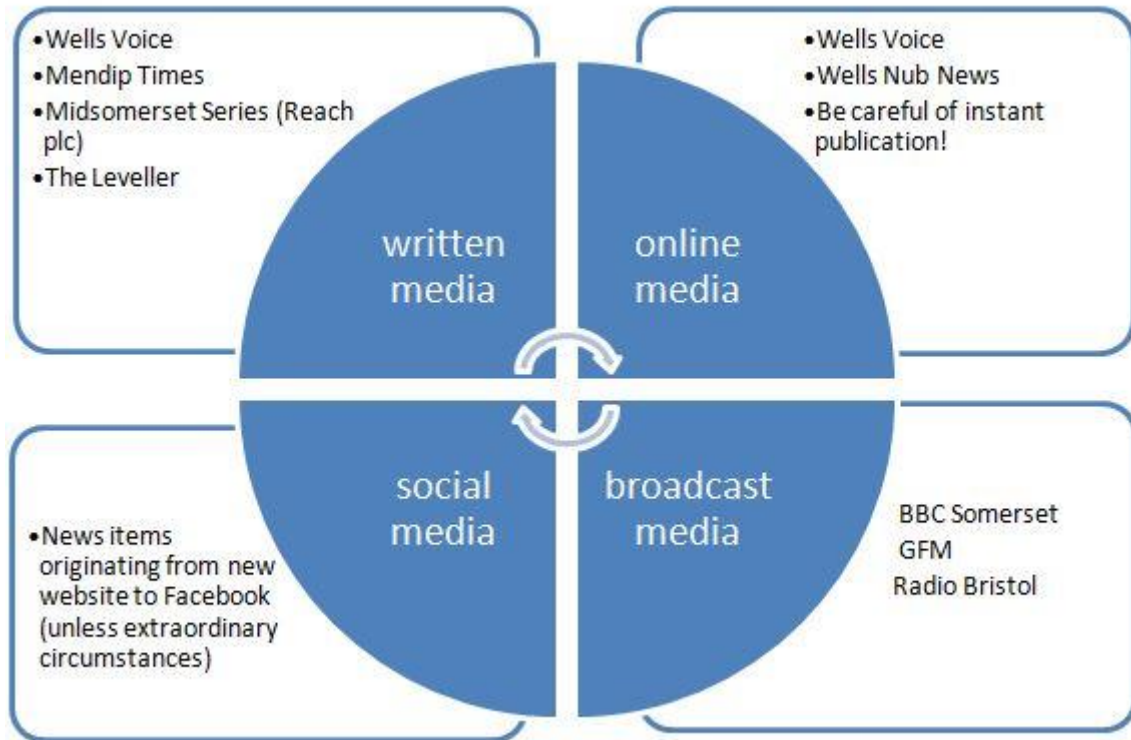 •Wells Voice
•Mendip Times
•Midsomerset Series (Reach
plc)
•The Leveller
•Wells Voice
•Wells Nub News
•Be careful of instant
publication!
written
media
online
media
social
media
broadcast
media
•News items
originating from new
website to Facebook
(unless extraordinary
circumstances)
BBC Somerset
GFM
Radio Bristol